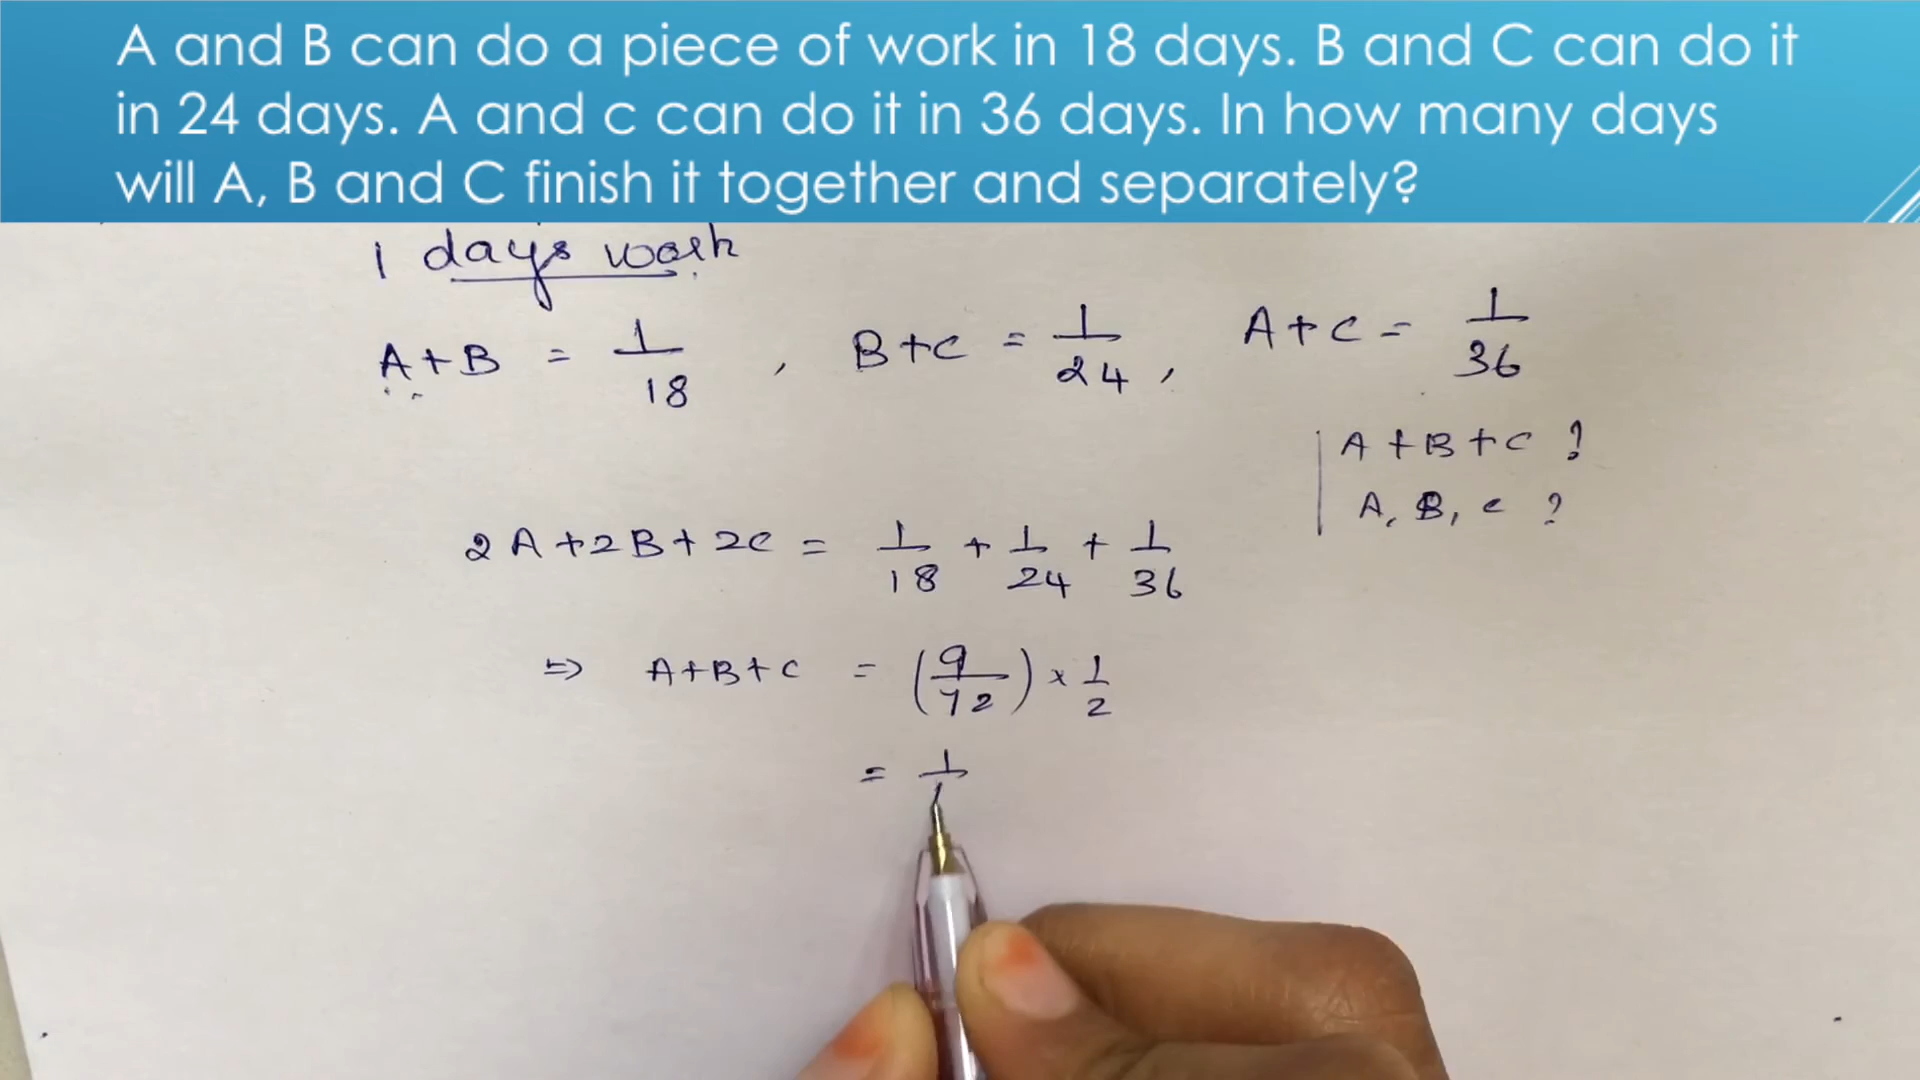 A and B can do a piece of work in 18 days. B and C can do it
in 24 days. A and c can do it in 36 days. In how many days
will A, B and C finish it together and separately?
1 days work
A+B = 1/18 , B+C = 1/24 , A+C = 1/36
A+B+C ?
A, B, C ?
2A+2B+2C = 1/18 + 1/24 + 1/36
⇒ A+B+C = (9/72) × 1/2
= 1/